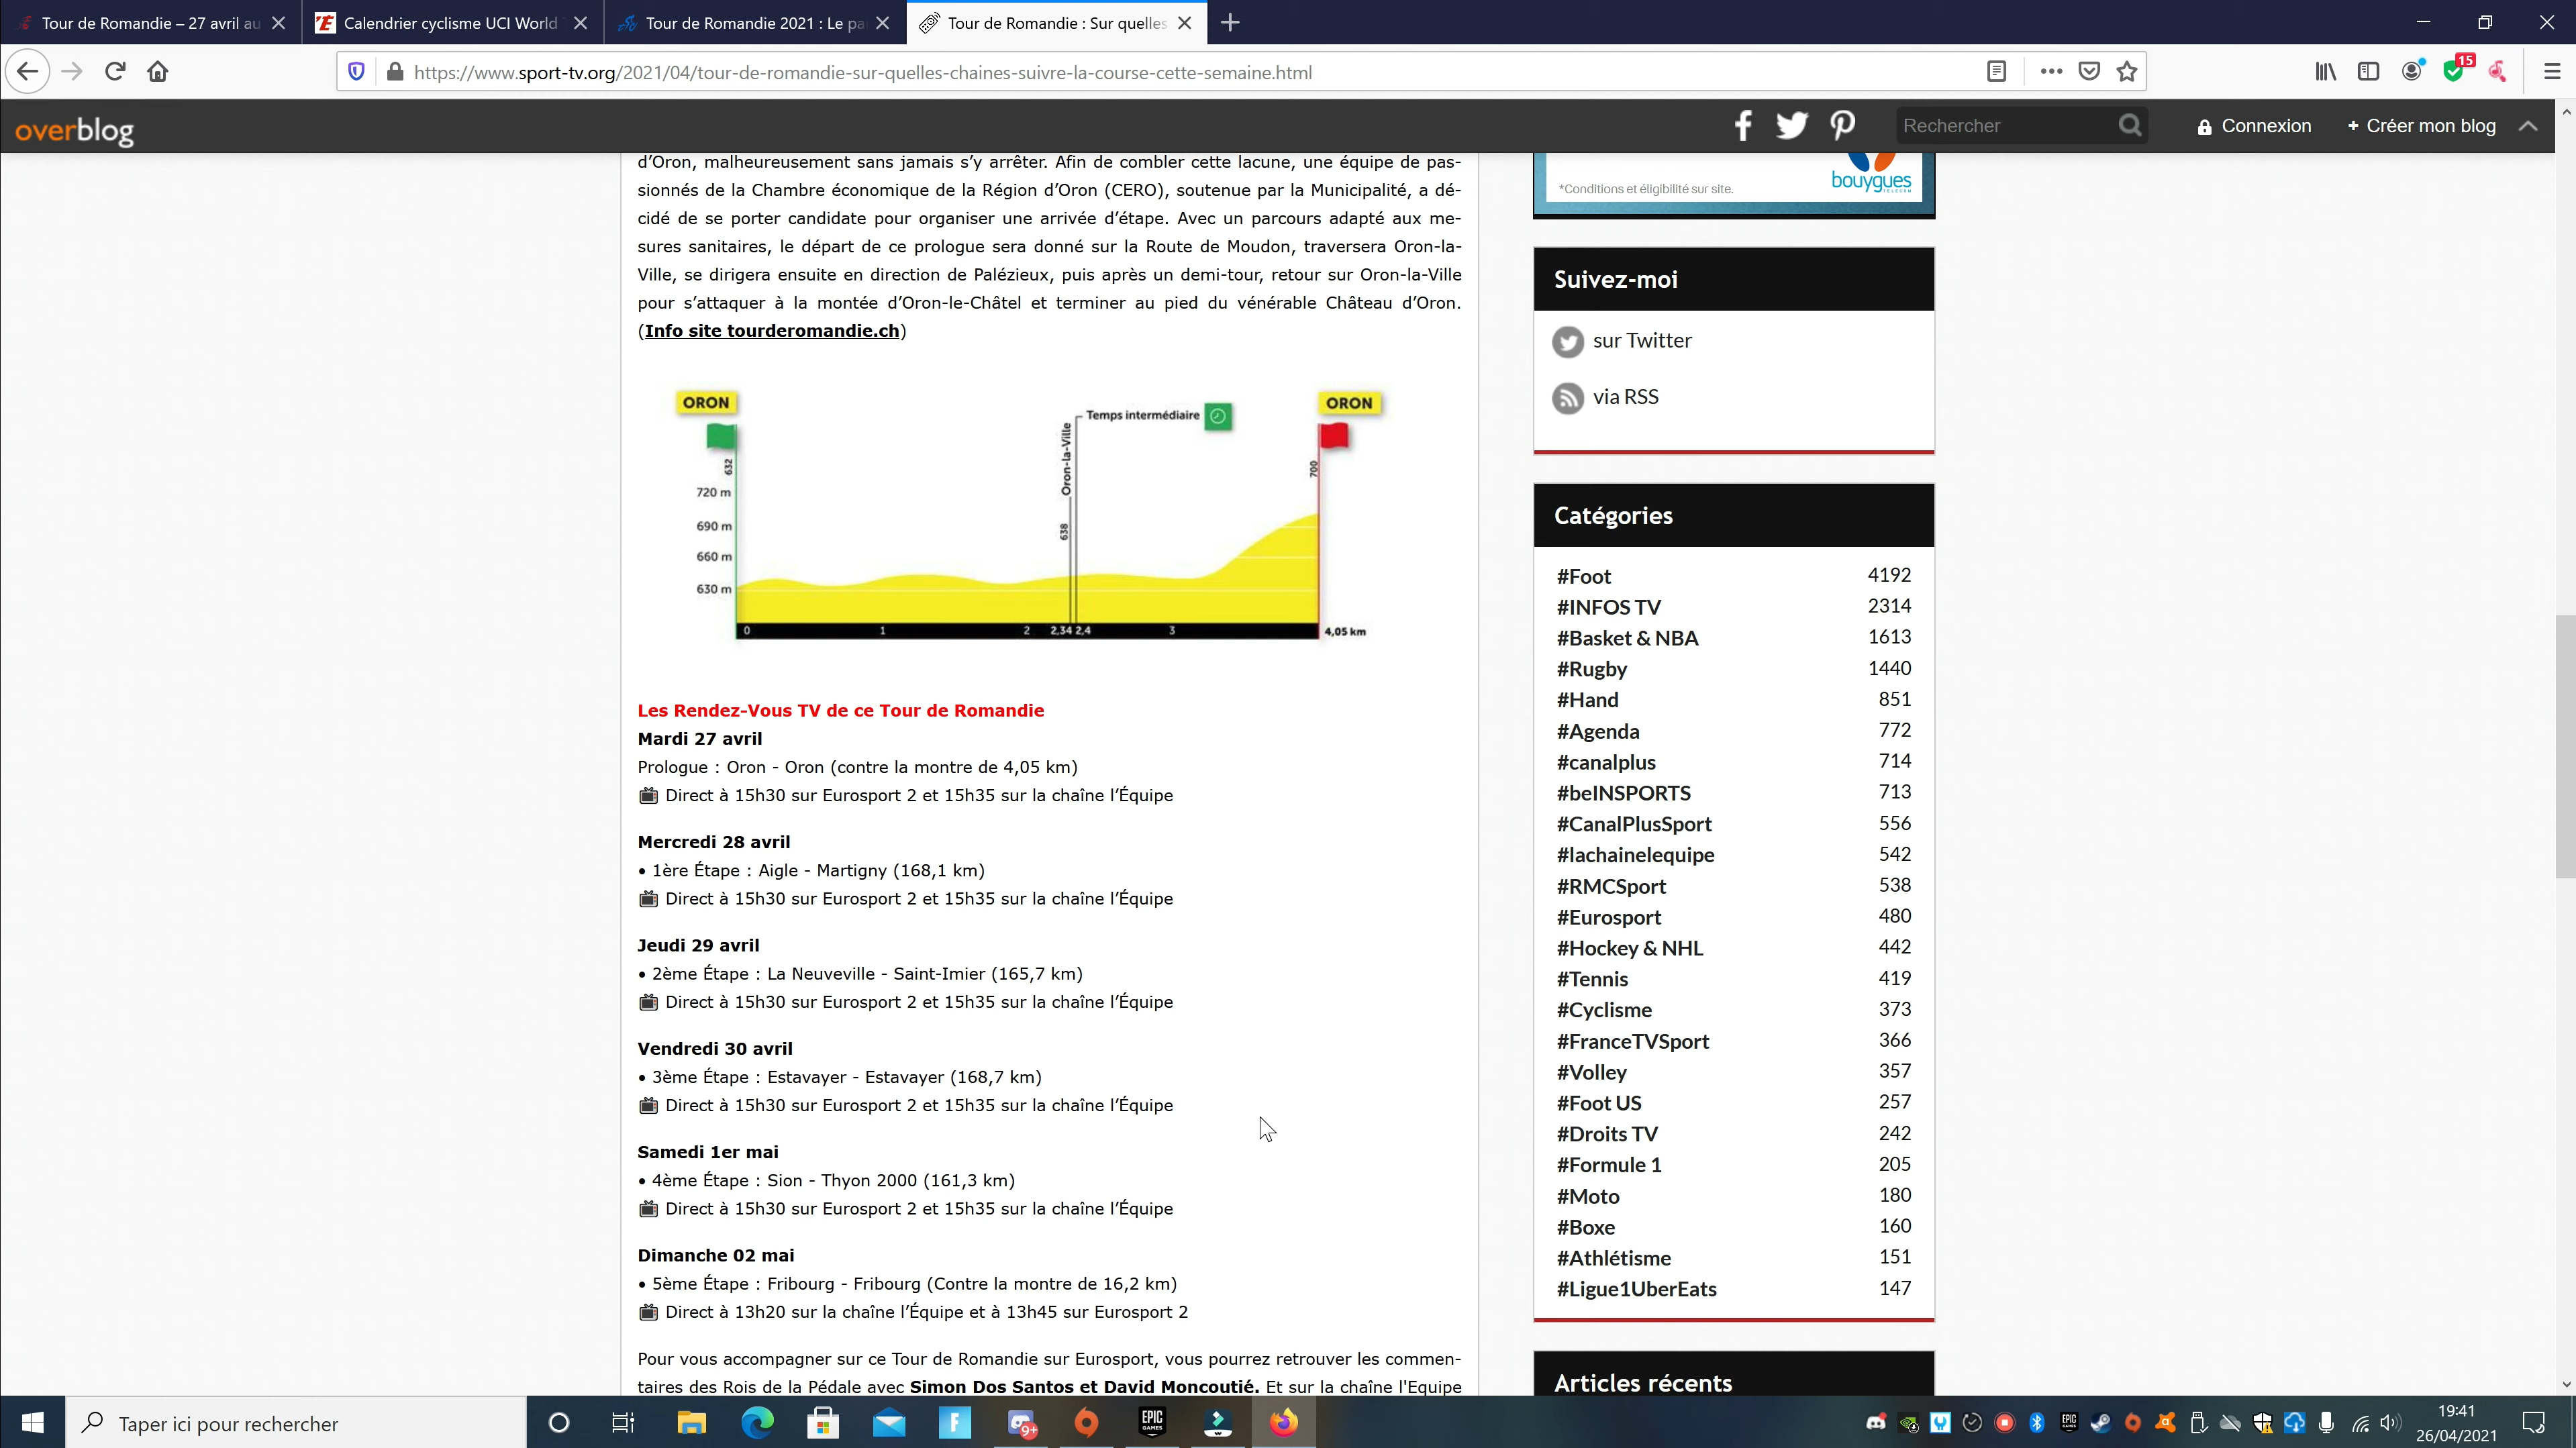 Tour de Romandie – 27 avril au
Calendrier cyclisme UCI World T
Tour de Romandie 2021 : Le pa
Tour de Romandie : Sur quelles
https://www.sport-tv.org/2021/04/tour-de-romandie-sur-quelles-chaines-suivre-la-course-cette-semaine.html
15
overblog
Rechercher
Connexion
+ Créer mon blog
d’Oron, malheureusement sans jamais s’y arrêter. Afin de combler cette lacune, une équipe de pas-
sionnés de la Chambre économique de la Région d’Oron (CERO), soutenue par la Municipalité, a dé-
cidé de se porter candidate pour organiser une arrivée d’étape. Avec un parcours adapté aux me-
sures sanitaires, le départ de ce prologue sera donné sur la Route de Moudon, traversera Oron-la-
Ville, se dirigera ensuite en direction de Palézieux, puis après un demi-tour, retour sur Oron-la-Ville
pour s’attaquer à la montée d’Oron-le-Châtel et terminer au pied du vénérable Château d’Oron.
(Info site tourderomandie.ch)
ORON
ORON
Temps intermédiaire
Oron-la-Ville
632
638
700
720 m
690 m
660 m
630 m
0 1 2 2,34 2,4 3 4,05 km
Les Rendez-Vous TV de ce Tour de Romandie
Mardi 27 avril
Prologue : Oron - Oron (contre la montre de 4,05 km)
Direct à 15h30 sur Eurosport 2 et 15h35 sur la chaîne l’Équipe
Mercredi 28 avril
• 1ère Étape : Aigle - Martigny (168,1 km)
Direct à 15h30 sur Eurosport 2 et 15h35 sur la chaîne l’Équipe
Jeudi 29 avril
• 2ème Étape : La Neuveville - Saint-Imier (165,7 km)
Direct à 15h30 sur Eurosport 2 et 15h35 sur la chaîne l’Équipe
Vendredi 30 avril
• 3ème Étape : Estavayer - Estavayer (168,7 km)
Direct à 15h30 sur Eurosport 2 et 15h35 sur la chaîne l’Équipe
Samedi 1er mai
• 4ème Étape : Sion - Thyon 2000 (161,3 km)
Direct à 15h30 sur Eurosport 2 et 15h35 sur la chaîne l’Équipe
Dimanche 02 mai
• 5ème Étape : Fribourg - Fribourg (Contre la montre de 16,2 km)
Direct à 13h20 sur la chaîne l’Équipe et à 13h45 sur Eurosport 2
Pour vous accompagner sur ce Tour de Romandie sur Eurosport, vous pourrez retrouver les commen-
taires des Rois de la Pédale avec Simon Dos Santos et David Moncoutié. Et sur la chaîne l'Equipe
*Conditions et éligibilité sur site.
bouygues
TELECOM
Suivez-moi
sur Twitter
via RSS
Catégories
#Foot 4192
#INFOS TV 2314
#Basket & NBA 1613
#Rugby 1440
#Hand 851
#Agenda 772
#canalplus 714
#beINSPORTS 713
#CanalPlusSport 556
#lachainelequipe 542
#RMCSport 538
#Eurosport 480
#Hockey & NHL 442
#Tennis 419
#Cyclisme 373
#FranceTVSport 366
#Volley 357
#Foot US 257
#Droits TV 242
#Formule 1 205
#Moto 180
#Boxe 160
#Athlétisme 151
#Ligue1UberEats 147
Articles récents
Taper ici pour rechercher
9+
EPIC
GAMES
19:41
26/04/2021